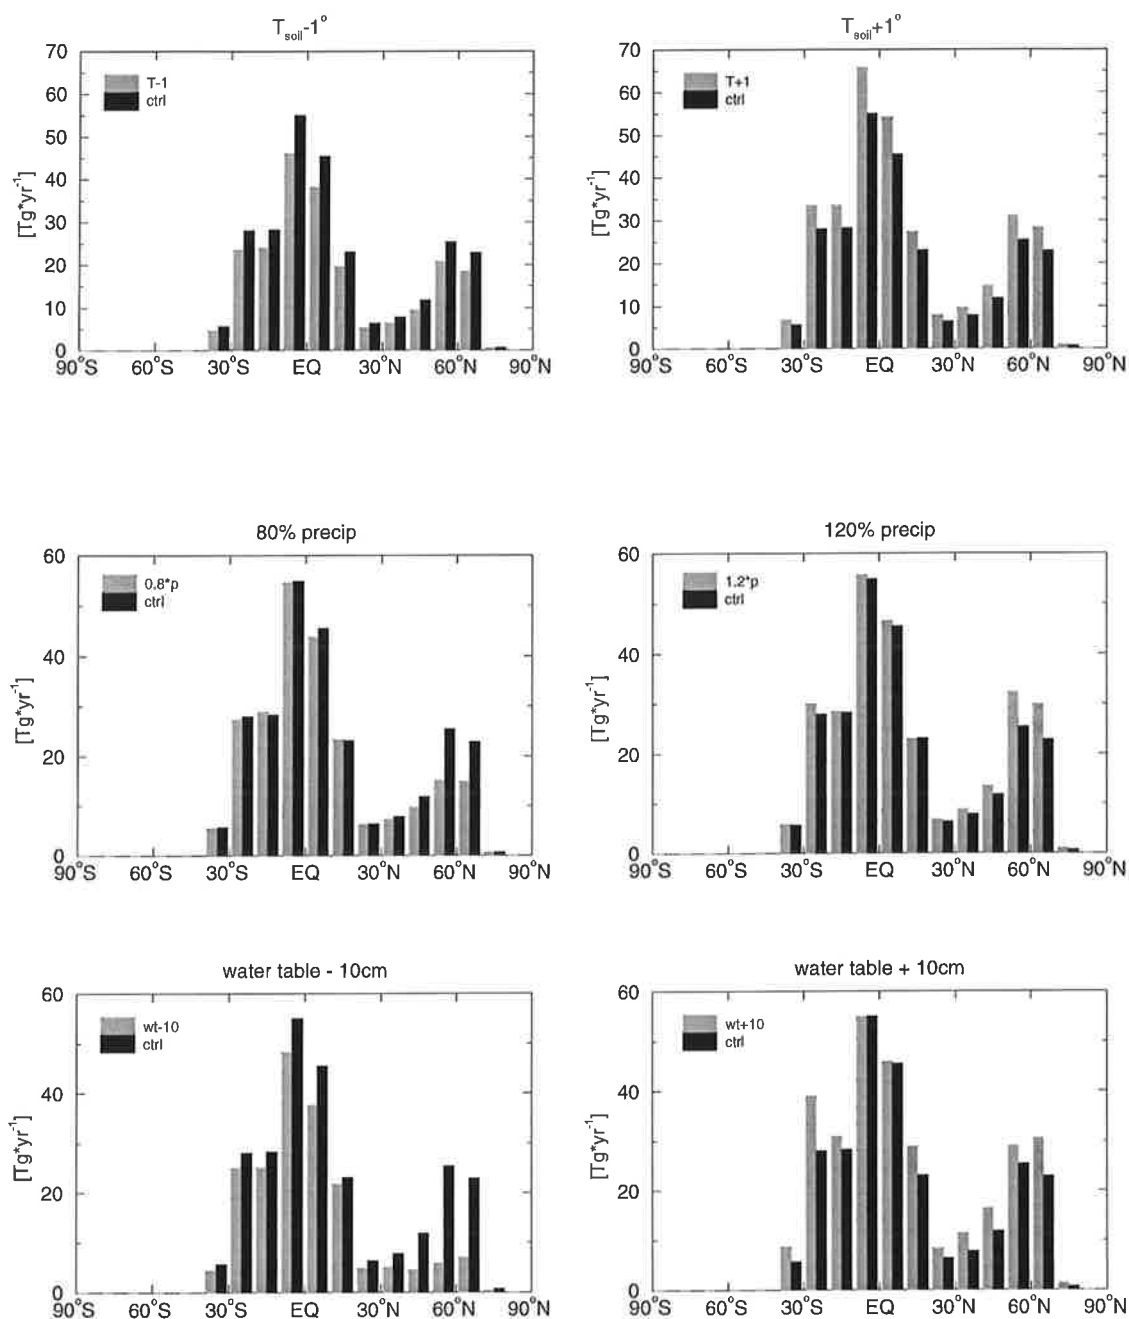 T_soil-1°
70
60
50
40
30
20
10
0
[Tg*yr⁻¹]
T-1
ctrl
90°S 60°S 30°S EQ 30°N 60°N 90°N
T_soil+1°
70
60
50
40
30
20
10
0
[Tg*yr⁻¹]
T+1
ctrl
90°S 60°S 30°S EQ 30°N 60°N 90°N
80% precip
60
40
20
0
[Tg*yr⁻¹]
0.8*p
ctrl
90°S 60°S 30°S EQ 30°N 60°N 90°N
120% precip
60
40
20
0
[Tg*yr⁻¹]
1.2*p
ctrl
90°S 60°S 30°S EQ 30°N 60°N 90°N
water table - 10cm
60
40
20
0
[Tg*yr⁻¹]
wt-10
ctrl
90°S 60°S 30°S EQ 30°N 60°N 90°N
water table + 10cm
60
40
20
0
[Tg*yr⁻¹]
wt+10
ctrl
90°S 60°S 30°S EQ 30°N 60°N 90°N